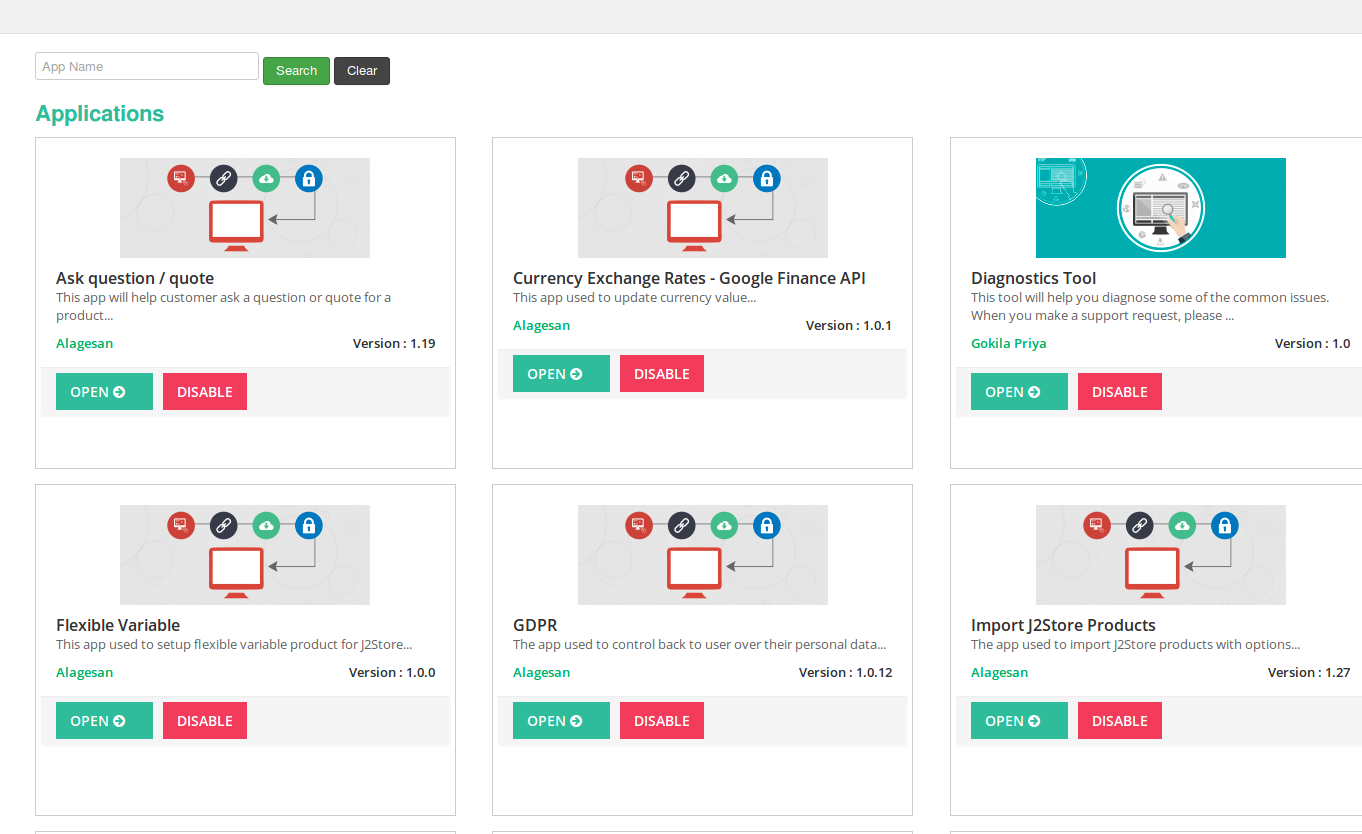 App Name
Search
Clear
Applications
Ask question / quote
This app will help customer ask a question or quote for a
product...
Alagesan
Version : 1.19
OPEN
DISABLE
Currency Exchange Rates - Google Finance API
This app used to update currency value...
Alagesan
Version : 1.0.1
OPEN
DISABLE
Diagnostics Tool
This tool will help you diagnose some of the common issues.
When you make a support request, please ...
Gokila Priya
Version : 1.0
OPEN
DISABLE
Flexible Variable
This app used to setup flexible variable product for J2Store...
Alagesan
Version : 1.0.0
OPEN
DISABLE
GDPR
The app used to control back to user over their personal data...
Alagesan
Version : 1.0.12
OPEN
DISABLE
Import J2Store Products
The app used to import J2Store products with options...
Alagesan
Version : 1.27
OPEN
DISABLE